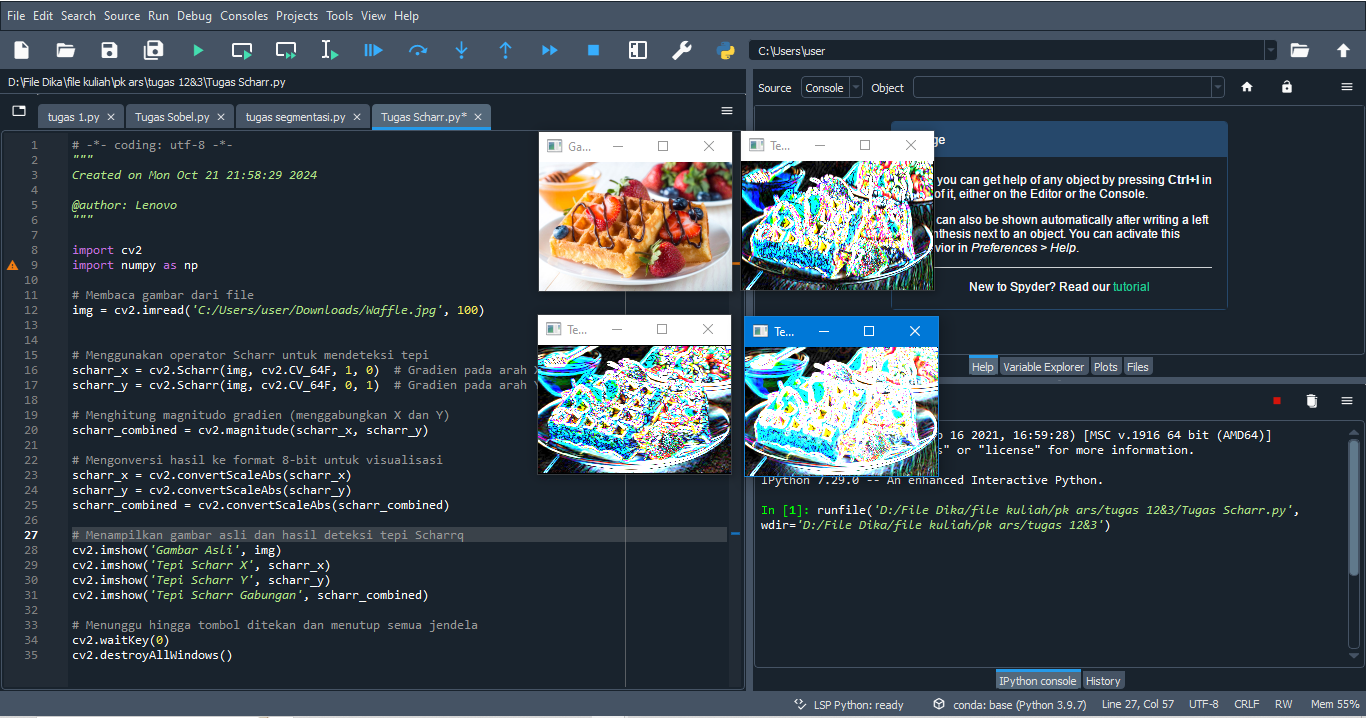 File Edit Search Source Run Debug Consoles Projects Tools View Help
C:\Users\user
D:\File Dika\file kuliah\pk ars\tugas 12&3\Tugas Scharr.py
tugas 1.py Tugas Sobel.py tugas segmentasi.py Tugas Scharr.py*
1 # -*- coding: utf-8 -*-
2 """
3 Created on Mon Oct 21 21:58:29 2024
4
5 @author: Lenovo
6 """
7
8 import cv2
9 import numpy as np
10
11 # Membaca gambar dari file
12 img = cv2.imread('C:/Users/user/Downloads/Waffle.jpg', 100)
13
14
15 # Menggunakan operator Scharr untuk mendeteksi tepi
16 scharr_x = cv2.Scharr(img, cv2.CV_64F, 1, 0)  # Gradien pada arah X
17 scharr_y = cv2.Scharr(img, cv2.CV_64F, 0, 1)  # Gradien pada arah Y
18
19 # Menghitung magnitudo gradien (menggabungkan X dan Y)
20 scharr_combined = cv2.magnitude(scharr_x, scharr_y)
21
22 # Mengonversi hasil ke format 8-bit untuk visualisasi
23 scharr_x = cv2.convertScaleAbs(scharr_x)
24 scharr_y = cv2.convertScaleAbs(scharr_y)
25 scharr_combined = cv2.convertScaleAbs(scharr_combined)
26
27 # Menampilkan gambar asli dan hasil deteksi tepi Scharrq
28 cv2.imshow('Gambar Asli', img)
29 cv2.imshow('Tepi Scharr X', scharr_x)
30 cv2.imshow('Tepi Scharr Y', scharr_y)
31 cv2.imshow('Tepi Scharr Gabungan', scharr_combined)
32
33 # Menunggu hingga tombol ditekan dan menutup semua jendela
34 cv2.waitKey(0)
35 cv2.destroyAllWindows()
Ga...
Te...
Te...
Te...
Source Console Object
ge
you can get help of any object by pressing Ctrl+I in
of it, either on the Editor or the Console.
can also be shown automatically after writing a left
nthesis next to an object. You can activate this
vior in Preferences > Help.
New to Spyder? Read our tutorial
Help Variable Explorer Plots Files
p 16 2021, 16:59:28) [MSC v.1916 64 bit (AMD64)]
s" or "license" for more information.
IPython 7.29.0 -- An enhanced Interactive Python.
In [1]: runfile('D:/File Dika/file kuliah/pk ars/tugas 12&3/Tugas Scharr.py',
wdir='D:/File Dika/file kuliah/pk ars/tugas 12&3')
IPython console History
LSP Python: ready conda: base (Python 3.9.7) Line 27, Col 57 UTF-8 CRLF RW Mem 55%